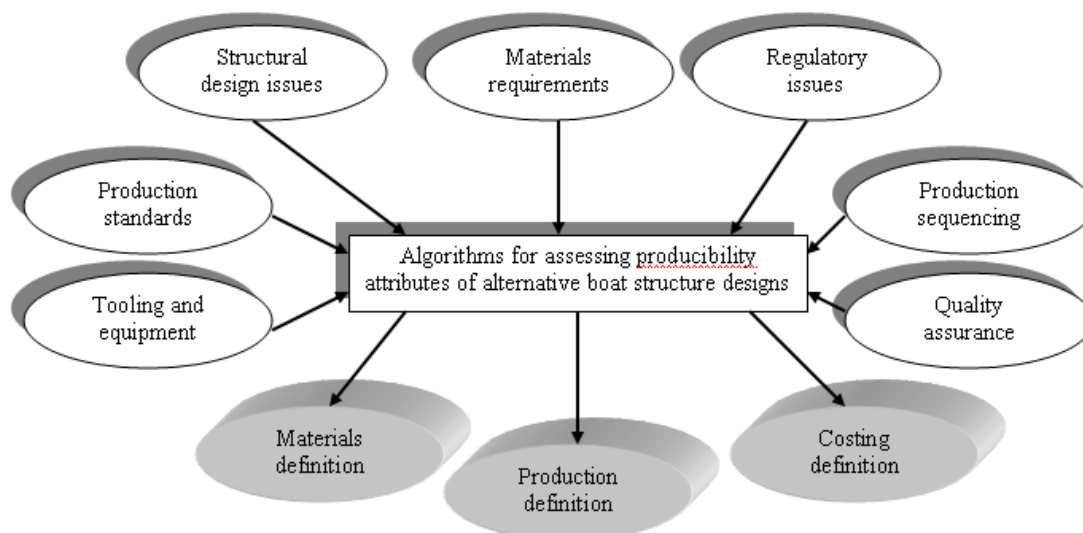 Structural
design issues
Materials
requirements
Regulatory
issues
Production
standards
Production
sequencing
Algorithms for assessing producibility
attributes of alternative boat structure designs
Tooling and
equipment
Quality
assurance
Materials
definition
Production
definition
Costing
definition